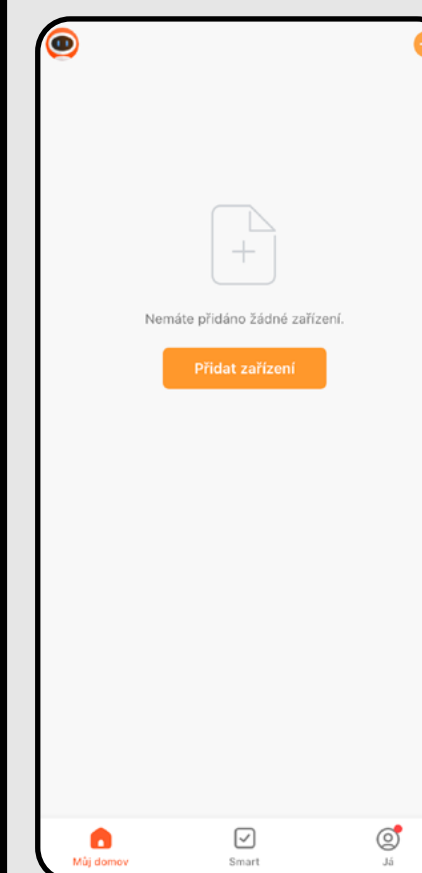 Nemáte přidáno žádné zařízení.
Přidat zařízení
Můj domov
Smart
Já